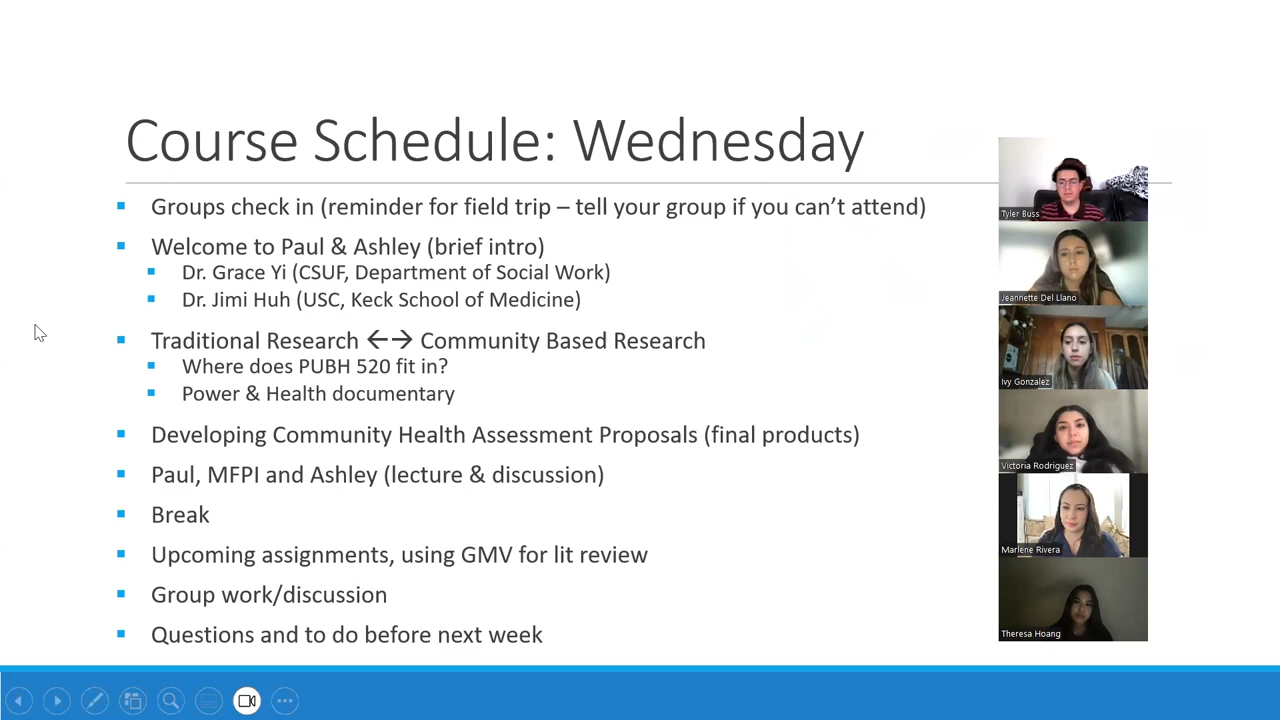 Course Schedule: Wednesday
Groups check in (reminder for field trip – tell your group if you can’t attend)
Welcome to Paul & Ashley (brief intro)
Dr. Grace Yi (CSUF, Department of Social Work)
Dr. Jimi Huh (USC, Keck School of Medicine)
Traditional Research ←→ Community Based Research
Where does PUBH 520 fit in?
Power & Health documentary
Developing Community Health Assessment Proposals (final products)
Paul, MFPI and Ashley (lecture & discussion)
Break
Upcoming assignments, using GMV for lit review
Group work/discussion
Questions and to do before next week
Tyler Buss
Jeannette Del Llano
Ivy Gonzalez
Victoria Rodriguez
Marlene Rivera
Theresa Hoang